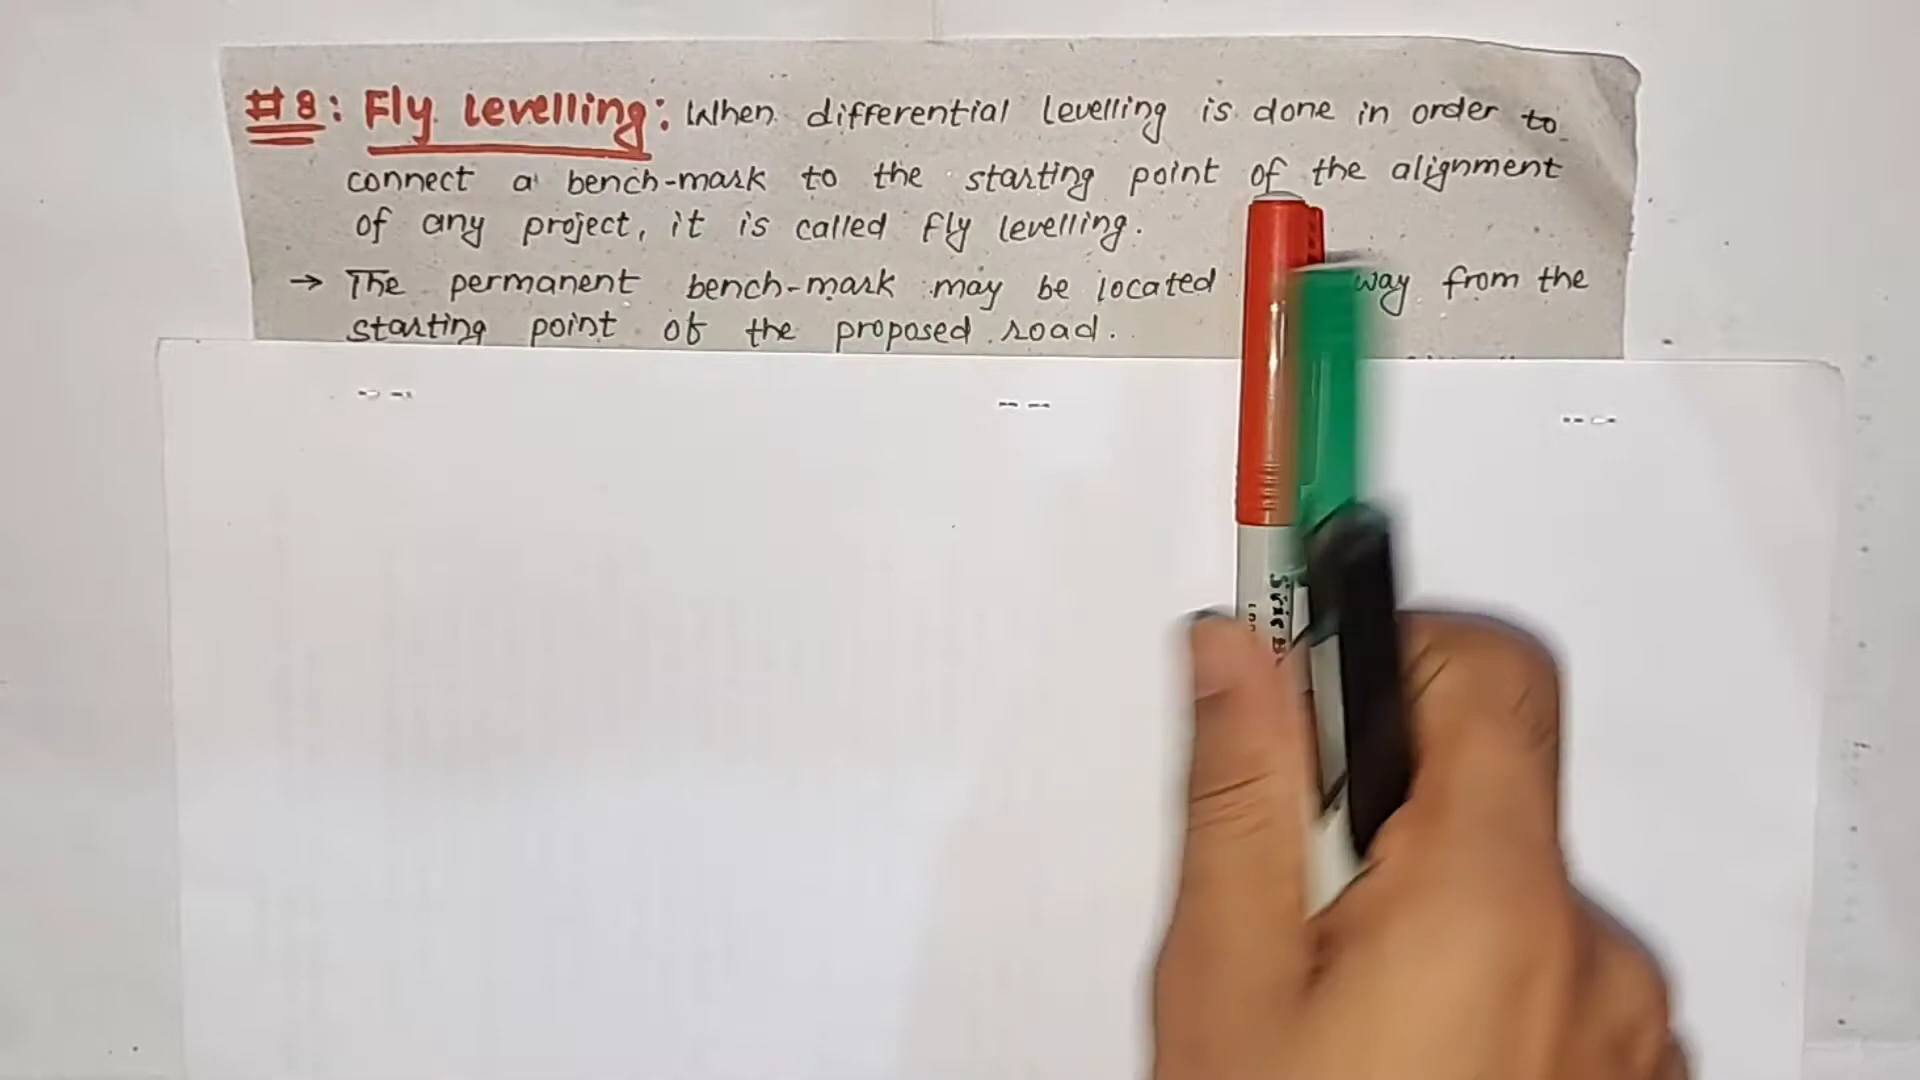 #8: Fly Levelling: When differential levelling is done in order to
connect a bench-mark to the starting point of the alignment
of any project, it is called fly levelling.
→ The permanent bench-mark may be located way from the
starting point of the proposed road.